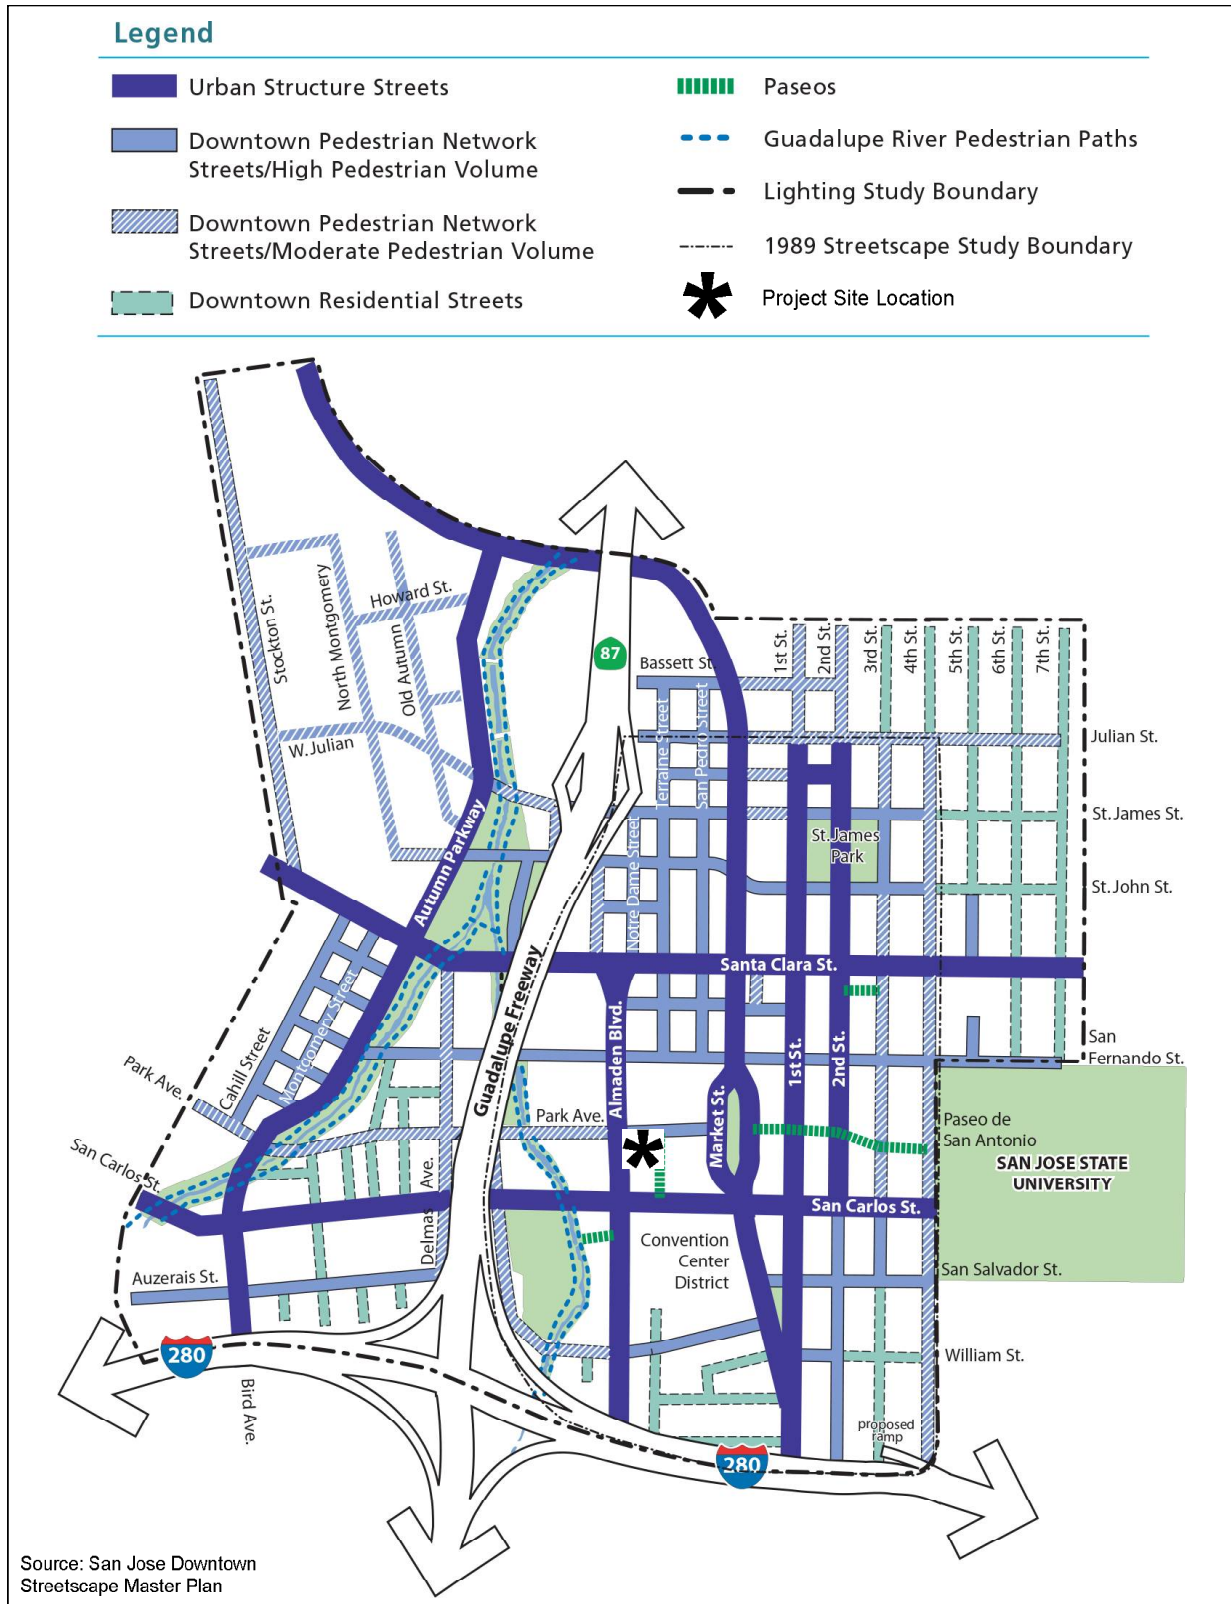 Legend
Urban Structure Streets
Downtown Pedestrian Network
Streets/High Pedestrian Volume
Downtown Pedestrian Network
Streets/Moderate Pedestrian Volume
Downtown Residential Streets
Paseos
Guadalupe River Pedestrian Paths
Lighting Study Boundary
1989 Streetscape Study Boundary
Project Site Location
Stockton St.
North Montgomery
Howard St.
Old Autumn
W. Julian
87
Bassett St.
1st St.
2nd St.
3rd St.
4th St.
5th St.
6th St.
7th St.
Terraine Street
San Pedro Street
Julian St.
St. James St.
St. James
Park
Notre Dame Street
Autumn Parkway
St. John St.
Guadalupe Freeway
Santa Clara St.
Almaden Blvd.
Montgomery Street
Cahill Street
Park Ave.
1st St.
2nd St.
San
Fernando St.
Park Ave.
Market St.
Paseo de
San Antonio
SAN JOSE STATE
UNIVERSITY
San Carlos St.
San Carlos St.
Delmas Ave.
Convention
Center
District
Auzerais St.
San Salvador St.
280
Bird Ave.
William St.
proposed
ramp
280
Source: San Jose Downtown
Streetscape Master Plan